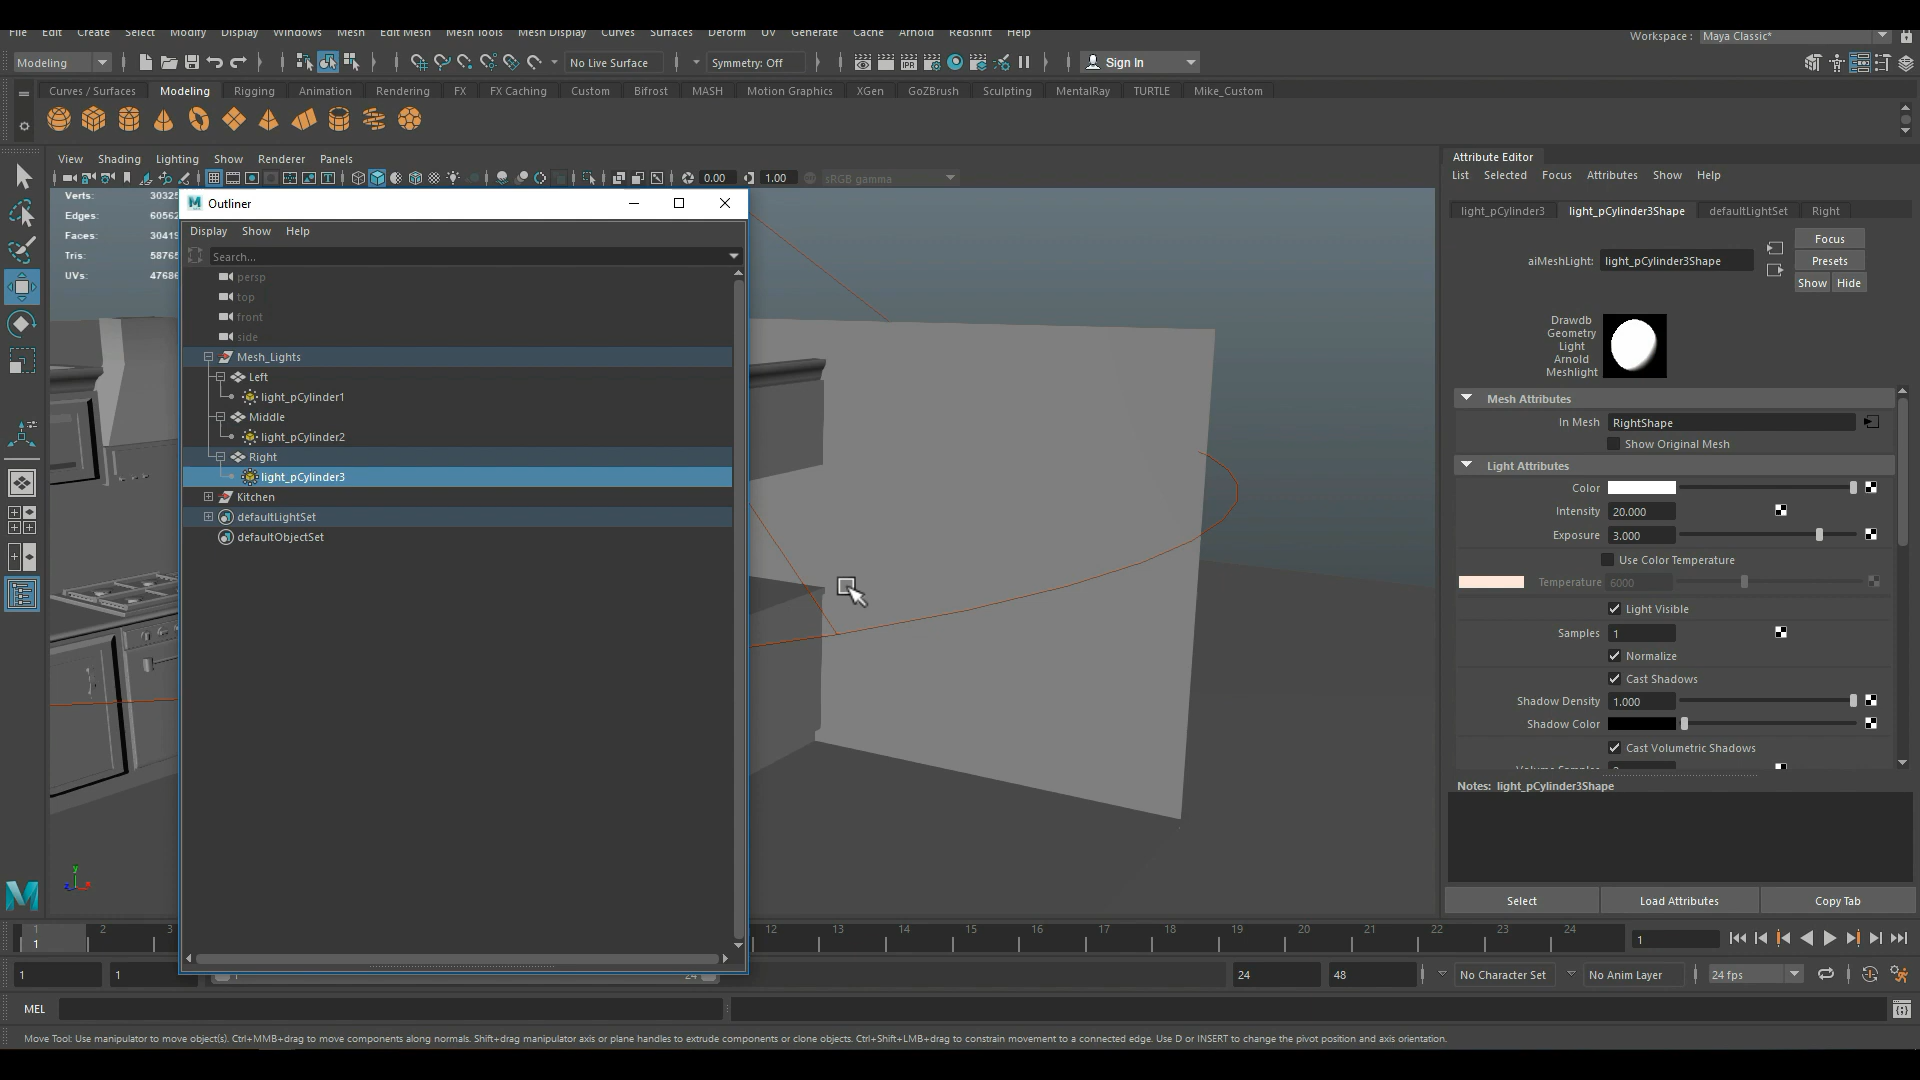 File Edit Create Select Modify Display Windows Mesh Edit Mesh Mesh Tools Mesh Display Curves Surfaces Deform UV Generate Cache Arnold Redshift Help
Workspace : Maya Classic*
Modeling No Live Surface Symmetry: Off Sign In
Curves / Surfaces Modeling Rigging Animation Rendering FX FX Caching Custom Bifrost MASH Motion Graphics XGen GoZBrush Sculpting MentalRay TURTLE Mike_Custom
View Shading Lighting Show Renderer Panels
0.00 1.00 sRGB gamma
Verts: 30325
Edges: 60562
Faces: 30419
Tris: 58765
UVs: 47686
Outliner
Display Show Help
Search...
persp
top
front
side
Mesh_Lights
Left
light_pCylinder1
Middle
light_pCylinder2
Right
light_pCylinder3
Kitchen
defaultLightSet
defaultObjectSet
Attribute Editor
List Selected Focus Attributes Show Help
light_pCylinder3 light_pCylinder3Shape defaultLightSet Right
aiMeshLight: light_pCylinder3Shape
Focus
Presets
Show Hide
Drawdb
Geometry
Light
Arnold
Meshlight
Mesh Attributes
In Mesh RightShape
Show Original Mesh
Light Attributes
Color
Intensity 20.000
Exposure 3.000
Use Color Temperature
Temperature 6000
Light Visible
Samples 1
Normalize
Cast Shadows
Shadow Density 1.000
Shadow Color
Cast Volumetric Shadows
Notes: light_pCylinder3Shape
Select Load Attributes Copy Tab
1 2 3 12 13 14 15 16 17 18 19 20 21 22 23 24
1 1
1 1 1 24 24 48 No Character Set No Anim Layer 24 fps
MEL
Move Tool: Use manipulator to move object(s). Ctrl+MMB+drag to move components along normals. Shift+drag manipulator axis or plane handles to extrude components or clone objects. Ctrl+Shift+LMB+drag to constrain movement to a connected edge. Use D or INSERT to change the pivot position and axis orientation.